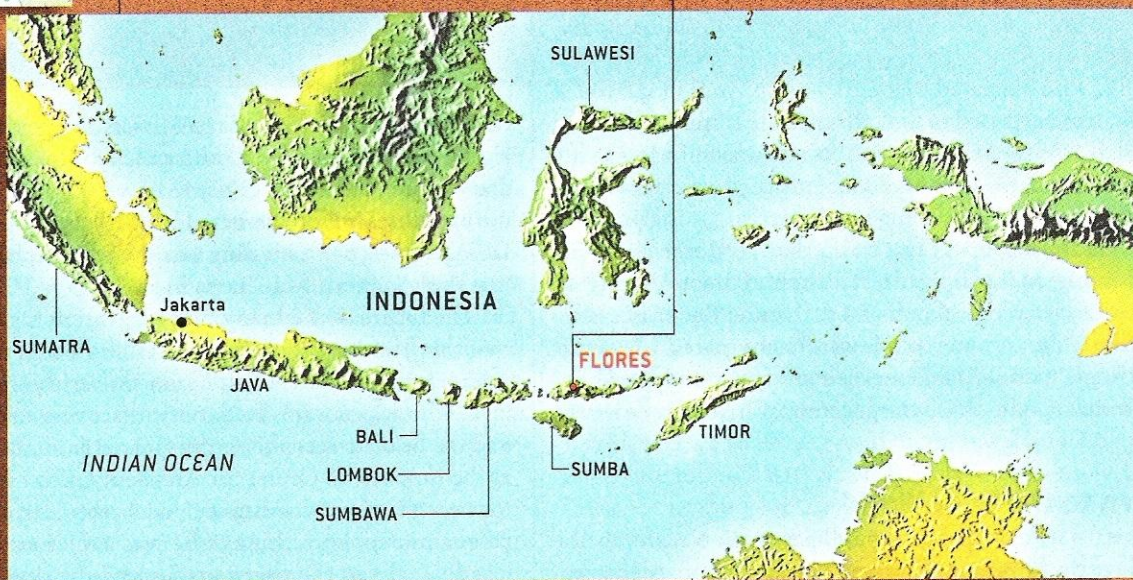 SULAWESI
INDONESIA
Jakarta
SUMATRA
FLORES
JAVA
BALI
TIMOR
INDIAN OCEAN
LOMBOK
SUMBA
SUMBAWA